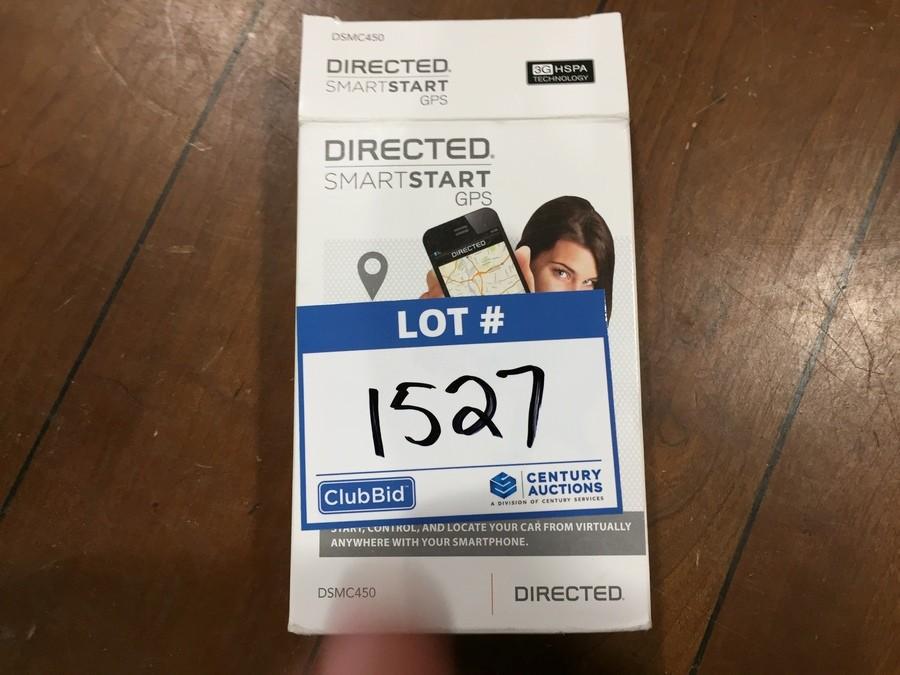 DSMC450
DIRECTED.
SMARTSTART
GPS
3G HSPA
TECHNOLOGY
DIRECTED.
SMARTSTART
GPS
DIRECTED
LOT #
1527
ClubBid
CENTURY
AUCTIONS
A DIVISION OF CENTURY SERVICES
START, CONTROL, AND LOCATE YOUR CAR FROM VIRTUALLY
ANYWHERE WITH YOUR SMARTPHONE.
DSMC450
DIRECTED.